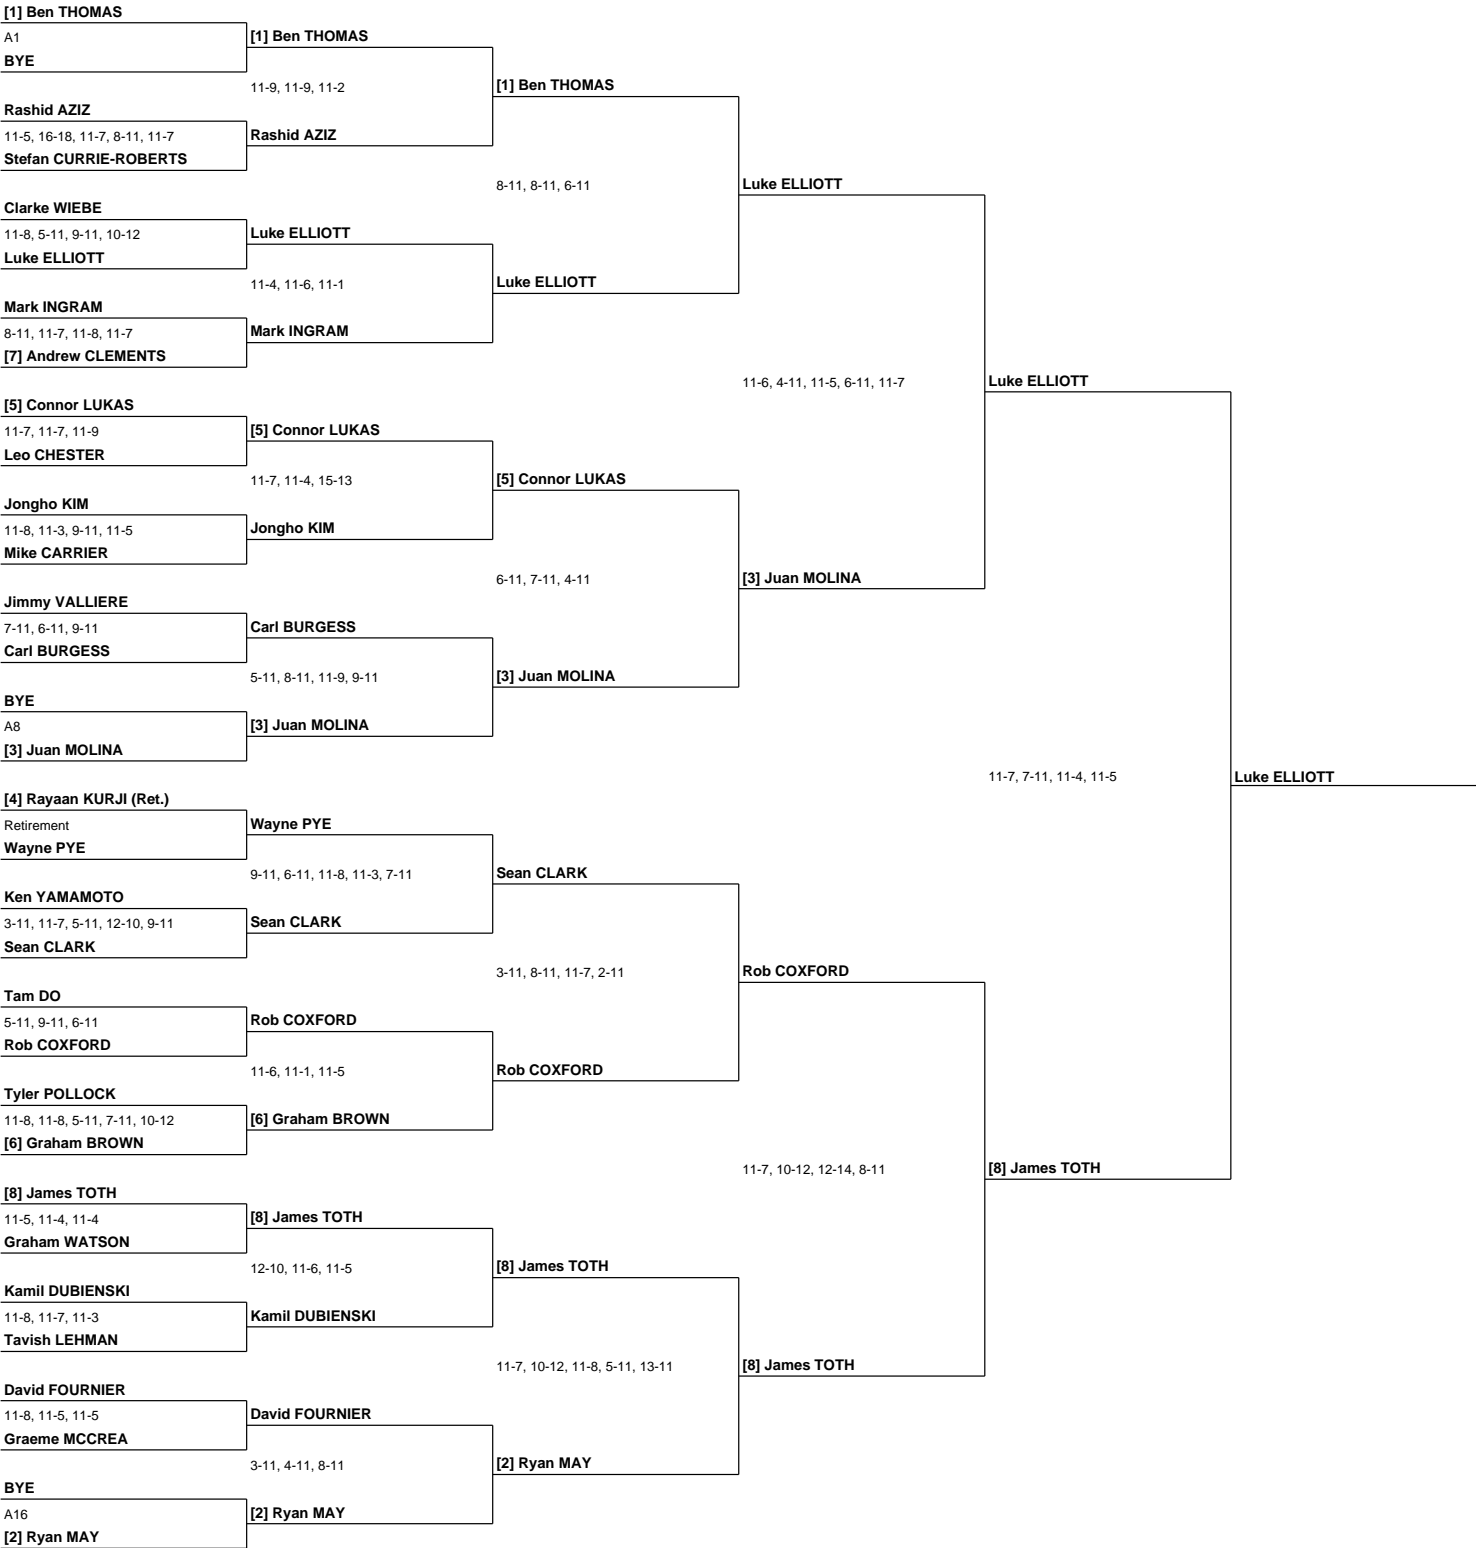 [1] Ben THOMAS
A1
BYE
Rashid AZIZ
11-5, 16-18, 11-7, 8-11, 11-7
Stefan CURRIE-ROBERTS
Clarke WIEBE
11-8, 5-11, 9-11, 10-12
Luke ELLIOTT
Mark INGRAM
8-11, 11-7, 11-8, 11-7
[7] Andrew CLEMENTS
[5] Connor LUKAS
11-7, 11-7, 11-9
Leo CHESTER
Jongho KIM
11-8, 11-3, 9-11, 11-5
Mike CARRIER
Jimmy VALLIERE
7-11, 6-11, 9-11
Carl BURGESS
BYE
A8
[3] Juan MOLINA
[4] Rayaan KURJI (Ret.)
Retirement
Wayne PYE
Ken YAMAMOTO
3-11, 11-7, 5-11, 12-10, 9-11
Sean CLARK
Tam DO
5-11, 9-11, 6-11
Rob COXFORD
Tyler POLLOCK
11-8, 11-8, 5-11, 7-11, 10-12
[6] Graham BROWN
[8] James TOTH
11-5, 11-4, 11-4
Graham WATSON
Kamil DUBIENSKI
11-8, 11-7, 11-3
Tavish LEHMAN
David FOURNIER
11-8, 11-5, 11-5
Graeme MCCREA
BYE
A16
[2] Ryan MAY
[1] Ben THOMAS
11-9, 11-9, 11-2
Rashid AZIZ
Luke ELLIOTT
11-4, 11-6, 11-1
Mark INGRAM
[5] Connor LUKAS
11-7, 11-4, 15-13
Jongho KIM
Carl BURGESS
5-11, 8-11, 11-9, 9-11
[3] Juan MOLINA
Wayne PYE
9-11, 6-11, 11-8, 11-3, 7-11
Sean CLARK
Rob COXFORD
11-6, 11-1, 11-5
[6] Graham BROWN
[8] James TOTH
12-10, 11-6, 11-5
Kamil DUBIENSKI
David FOURNIER
3-11, 4-11, 8-11
[2] Ryan MAY
[1] Ben THOMAS
8-11, 8-11, 6-11
Luke ELLIOTT
[5] Connor LUKAS
6-11, 7-11, 4-11
[3] Juan MOLINA
Sean CLARK
3-11, 8-11, 11-7, 2-11
Rob COXFORD
[8] James TOTH
11-7, 10-12, 11-8, 5-11, 13-11
[2] Ryan MAY
Luke ELLIOTT
11-6, 4-11, 11-5, 6-11, 11-7
[3] Juan MOLINA
Rob COXFORD
11-7, 10-12, 12-14, 8-11
[8] James TOTH
Luke ELLIOTT
11-7, 7-11, 11-4, 11-5
[8] James TOTH
Luke ELLIOTT